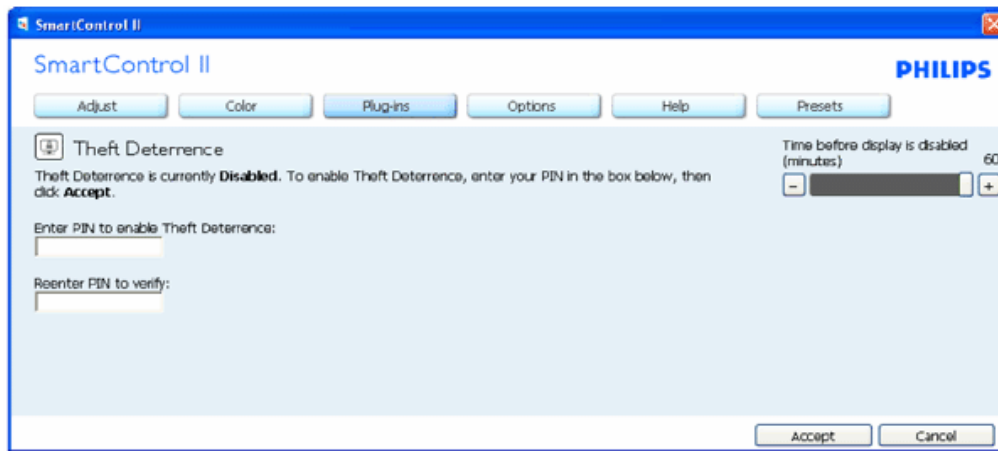 SmartControl II
SmartControl II
PHILIPS
Adjust
Color
Plug-ins
Options
Help
Presets
Theft Deterrence
Theft Deterrence is currently Disabled. To enable Theft Deterrence, enter your PIN in the box below, then
click Accept.
Time before display is disabled
(minutes)
60
-
+
Enter PIN to enable Theft Deterrence:
Reenter PIN to verify:
Accept
Cancel